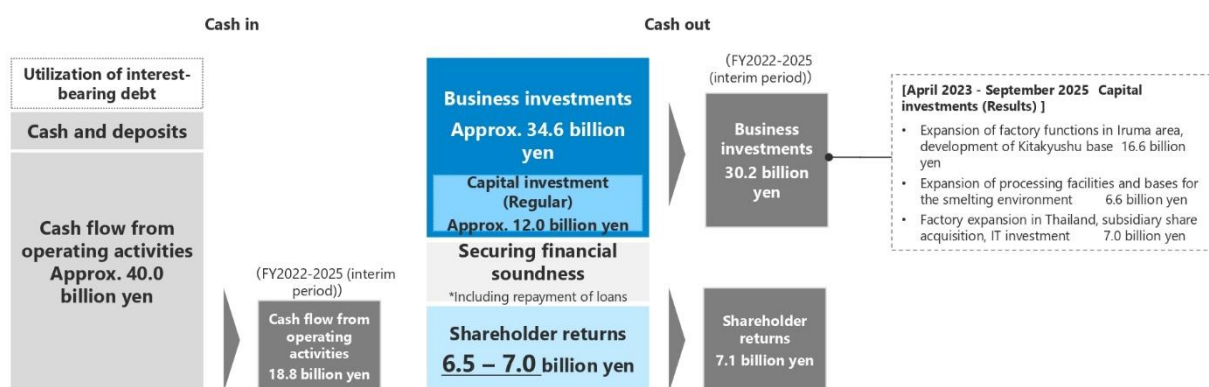 Cash in
Utilization of interest-
bearing debt
Cash and deposits
Cash flow from
operating activities
Approx. 40.0
billion yen
(FY2022-2025 (interim
period))
Cash flow from
operating
activities
18.8 billion yen
Cash out
Business investments
Approx. 34.6 billion
yen
Capital investment
(Regular)
Approx. 12.0 billion yen
Securing financial
soundness
*Including repayment of loans
Shareholder returns
6.5 – 7.0 billion yen
(FY2022-2025
(interim period))
Business
investments
30.2 billion
yen
Shareholder
returns
7.1 billion yen
[April 2023 - September 2025 Capital
investments (Results) ]
• Expansion of factory functions in Iruma area,
development of Kitakyushu base 16.6 billion
yen
• Expansion of processing facilities and bases for
the smelting environment 6.6 billion yen
• Factory expansion in Thailand, subsidiary share
acquisition, IT investment 7.0 billion yen